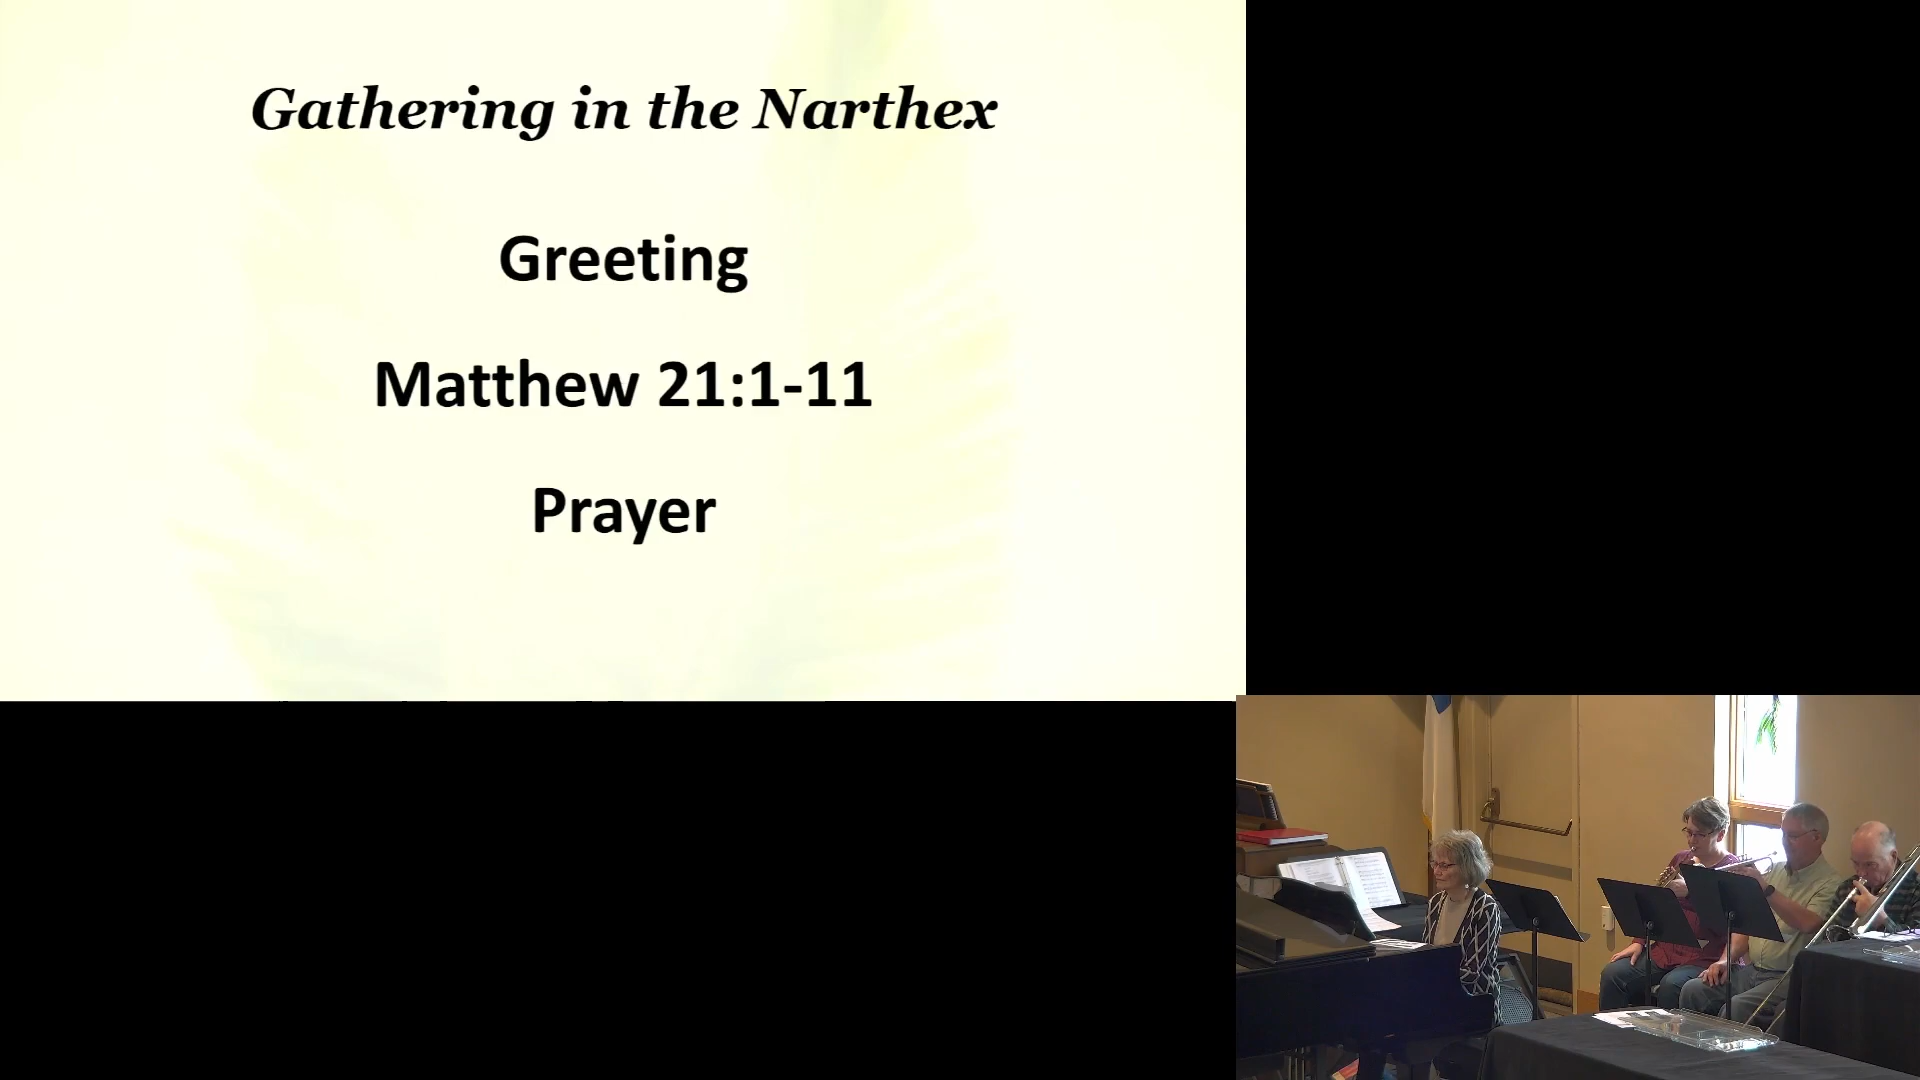 Gathering in the Narthex
Greeting
Matthew 21:1-11
Prayer